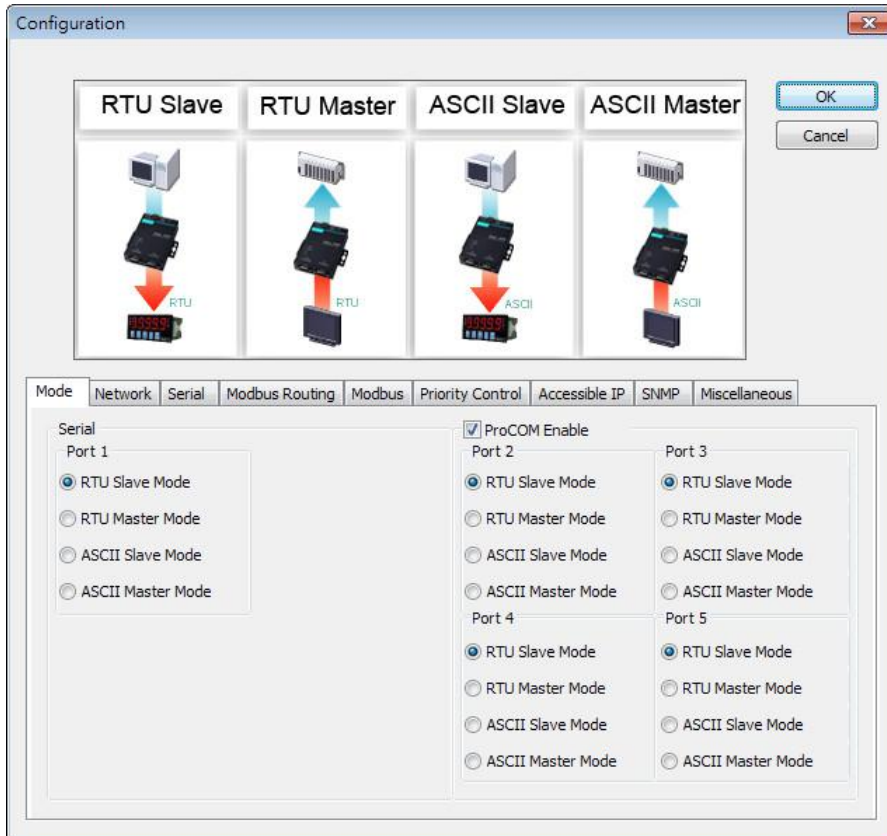 Configuration
RTU Slave
RTU Master
ASCII Slave
ASCII Master
OK
Cancel
RTU
RTU
ASCII
ASCII
Mode
Network
Serial
Modbus Routing
Modbus
Priority Control
Accessible IP
SNMP
Miscellaneous
Serial
Port 1
RTU Slave Mode
RTU Master Mode
ASCII Slave Mode
ASCII Master Mode
ProCOM Enable
Port 2
RTU Slave Mode
RTU Master Mode
ASCII Slave Mode
ASCII Master Mode
Port 3
RTU Slave Mode
RTU Master Mode
ASCII Slave Mode
ASCII Master Mode
Port 4
RTU Slave Mode
RTU Master Mode
ASCII Slave Mode
ASCII Master Mode
Port 5
RTU Slave Mode
RTU Master Mode
ASCII Slave Mode
ASCII Master Mode